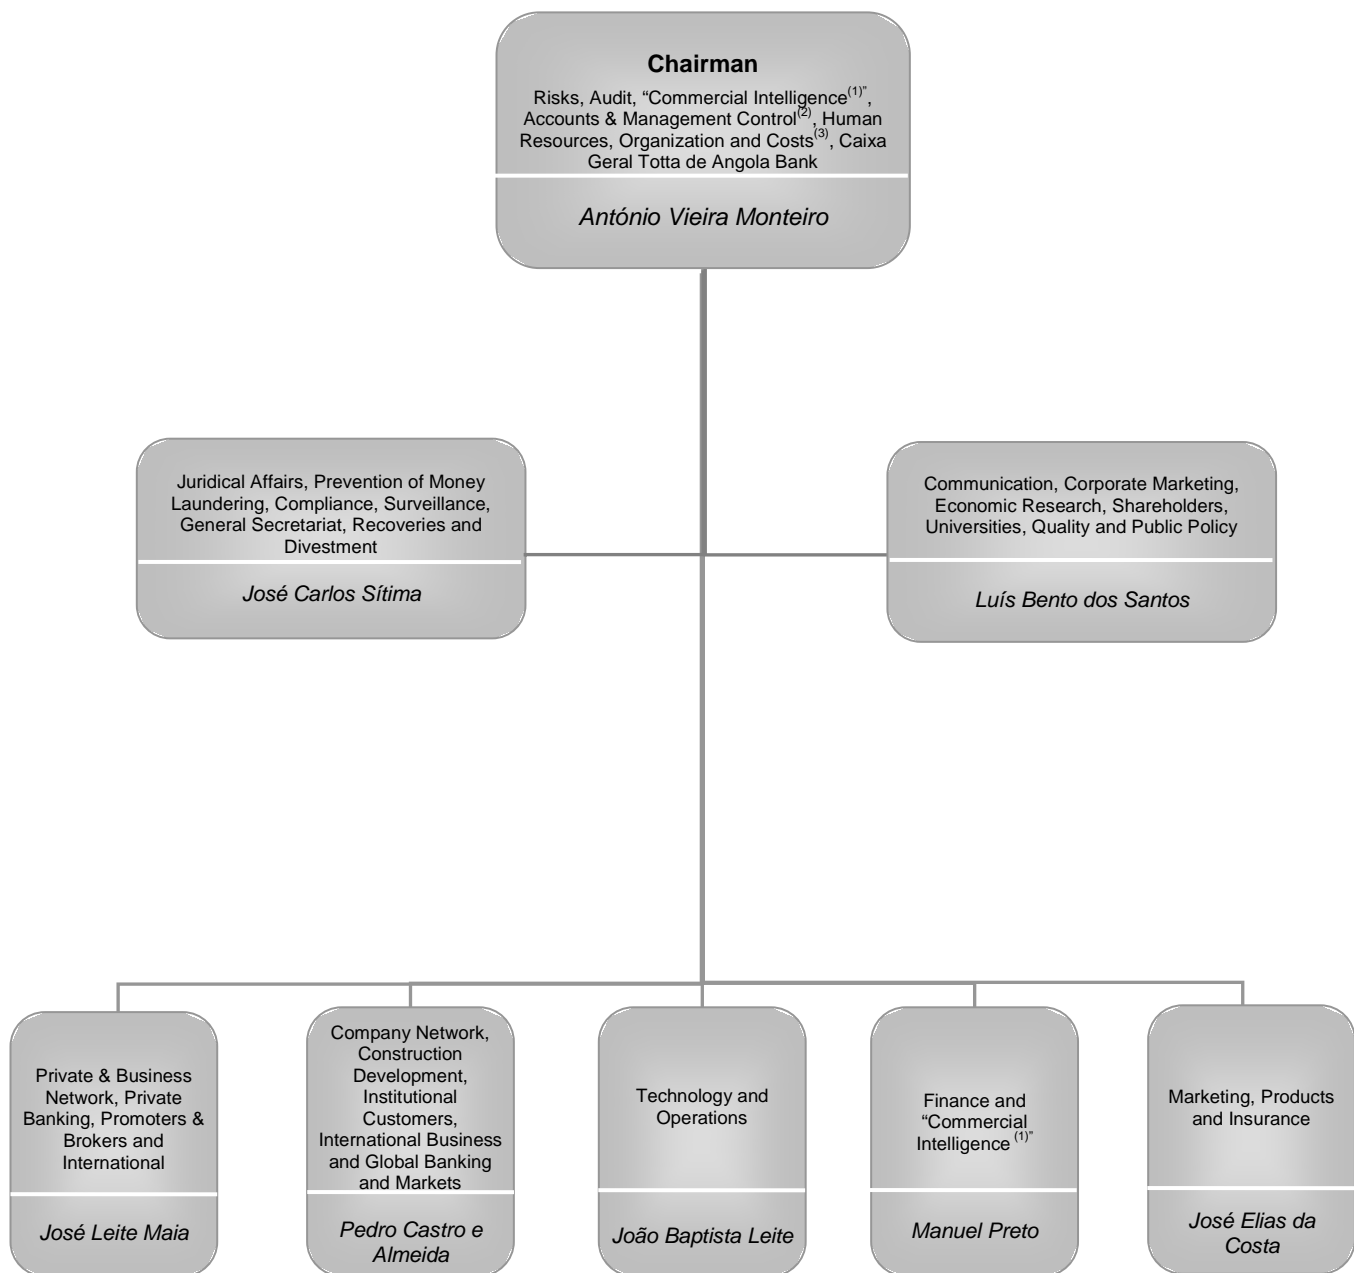 Chairman
Risks, Audit, “Commercial Intelligence(1)”,
Accounts & Management Control(2), Human
Resources, Organization and Costs(3), Caixa
Geral Totta de Angola Bank
António Vieira Monteiro
Juridical Affairs, Prevention of Money
Laundering, Compliance, Surveillance,
General Secretariat, Recoveries and
Divestment
José Carlos Sítima
Communication, Corporate Marketing,
Economic Research, Shareholders,
Universities, Quality and Public Policy
Luís Bento dos Santos
Private & Business
Network, Private
Banking, Promoters &
Brokers and
International
José Leite Maia
Company Network,
Construction
Development,
Institutional
Customers,
International Business
and Global Banking
and Markets
Pedro Castro e
Almeida
Technology and
Operations
João Baptista Leite
Finance and
“Commercial
Intelligence (1)”
Manuel Preto
Marketing, Products
and Insurance
José Elias da
Costa